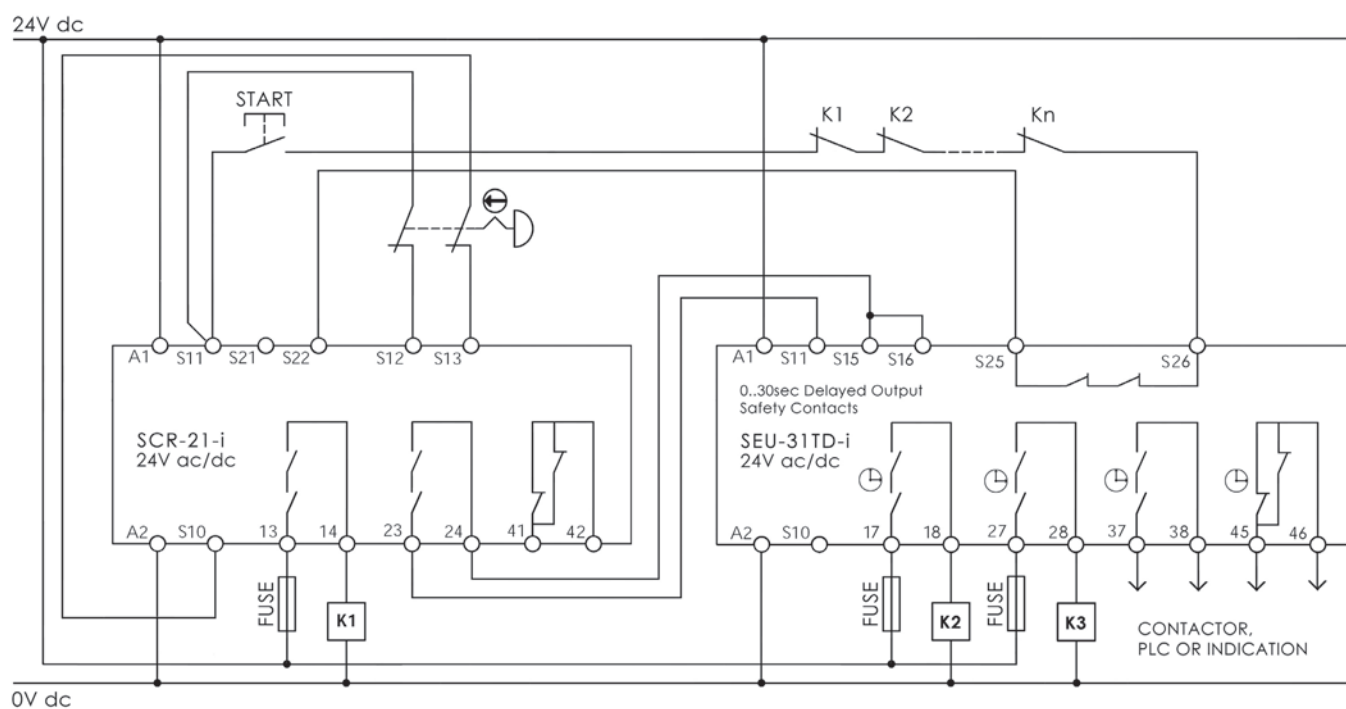 24V dc
START
K1 K2 Kn
A1 S11 S21 S22 S12 S13
A1 S11 S15 S16 S25 S26
0..30sec Delayed Output
Safety Contacts
SCR-21-i
24V ac/dc
SEU-31TD-i
24V ac/dc
A2 S10 13 14 23 24 41 42
A2 S10 17 18 27 28 37 38 45 46
FUSE
K1
FUSE
K2
FUSE
K3
CONTACTOR,
PLC OR INDICATION
0V dc